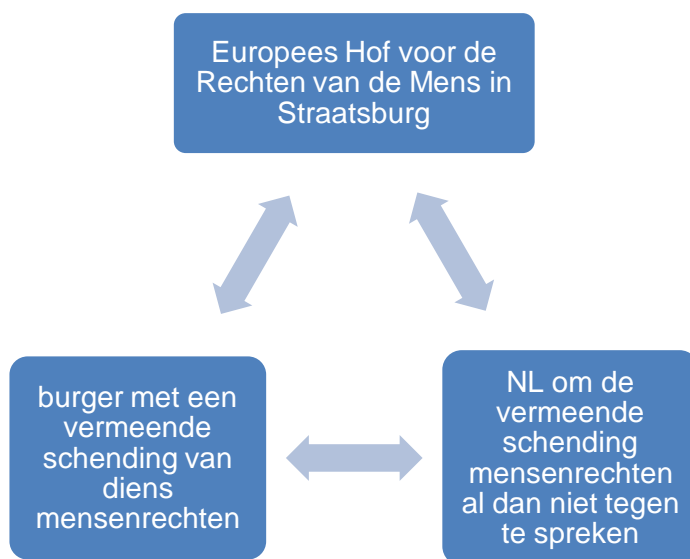 Europees Hof voor de
Rechten van de Mens in
Straatsburg
burger met een
vermeende
schending van
diens
mensenrechten
NL om de
vermeende
schending
mensenrechten
al dan niet tegen
te spreken